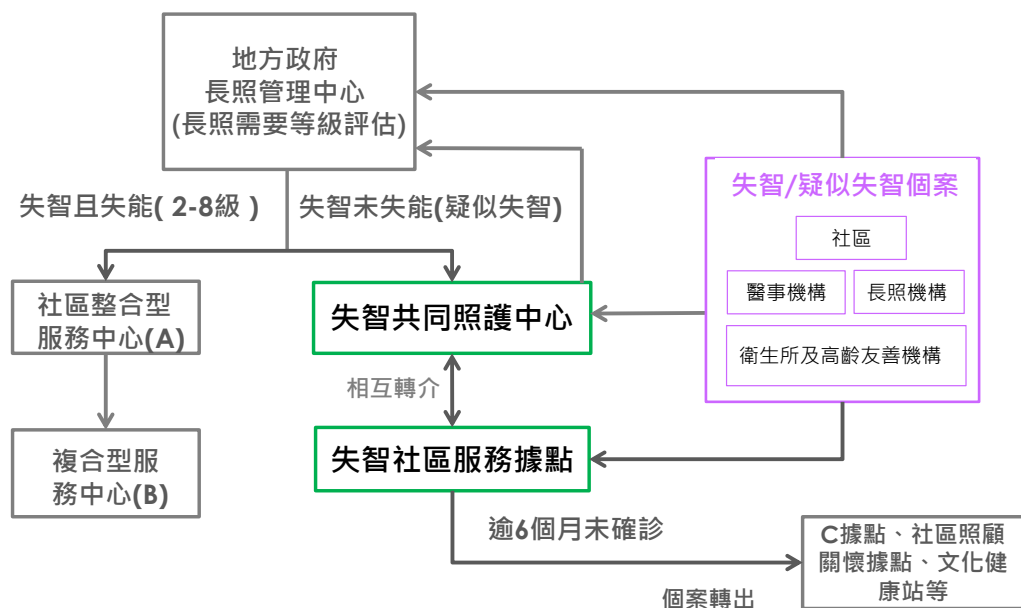 地方政府
長照管理中心
(長照需要等級評估)
失智且失能( 2-8級 )
失智未失能(疑似失智)
失智/疑似失智個案
社區
醫事機構
長照機構
衛生所及高齡友善機構
社區整合型
服務中心(A)
失智共同照護中心
相互轉介
複合型服
務中心(B)
失智社區服務據點
逾6個月未確診
個案轉出
C據點、社區照顧
關懷據點、文化健
康站等